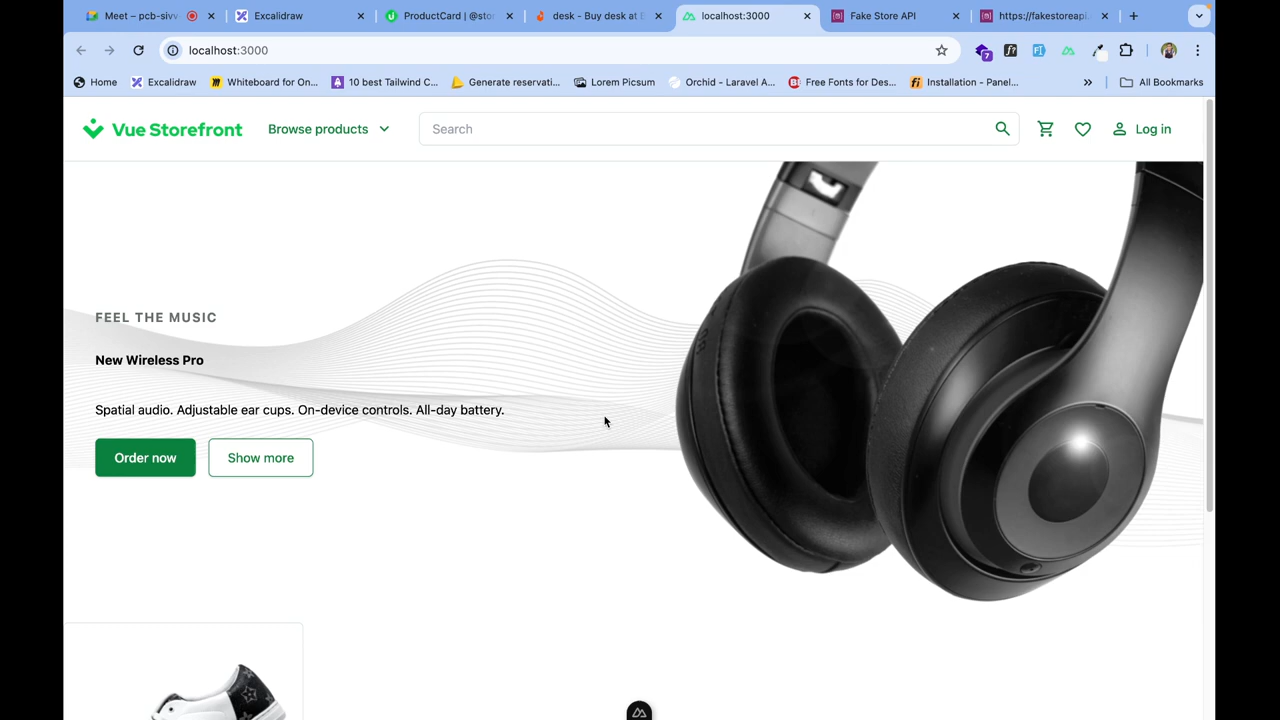 Meet – pcb-sivv
Excalidraw
ProductCard | @stor
desk - Buy desk at B
localhost:3000
Fake Store API
https://fakestoreapi.
localhost:3000
7
Home
Excalidraw
Whiteboard for On...
10 best Tailwind C...
Generate reservati...
Lorem Picsum
Orchid - Laravel A...
Free Fonts for Des...
Installation - Panel...
All Bookmarks
Vue Storefront
Browse products
Search
Log in
FEEL THE MUSIC
New Wireless Pro
Spatial audio. Adjustable ear cups. On-device controls. All-day battery.
Order now
Show more